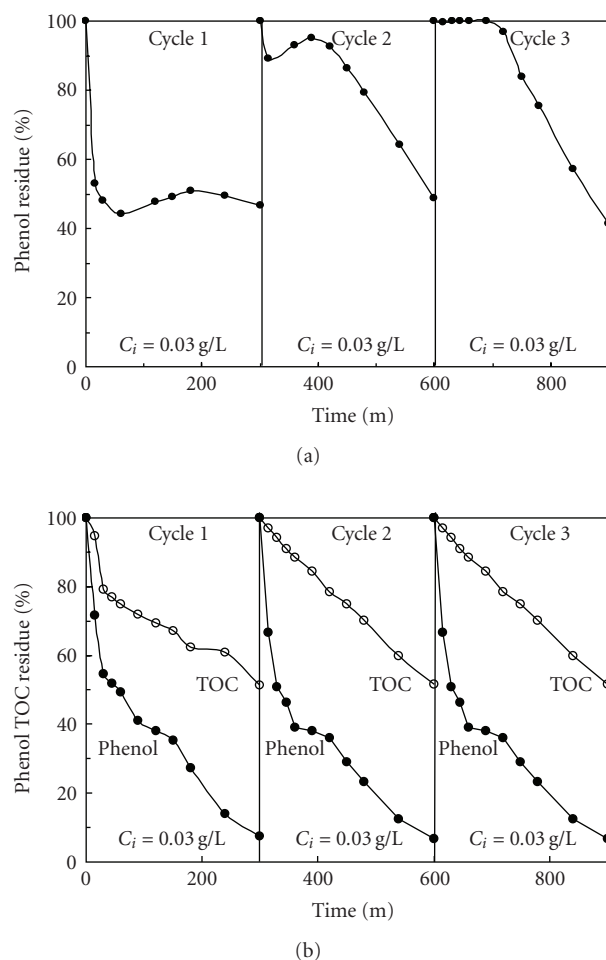 100
80
60
40
20
0
Phenol residue (%)
Cycle 1
Cycle 2
Cycle 3
C_i = 0.03 g/L
C_i = 0.03 g/L
C_i = 0.03 g/L
0
200
400
600
800
Time (m)
(a)
100
80
60
40
20
0
Phenol TOC residue (%)
Cycle 1
Cycle 2
Cycle 3
TOC
TOC
TOC
Phenol
Phenol
Phenol
C_i = 0.03 g/L
C_i = 0.03 g/L
C_i = 0.03 g/L
0
200
400
600
800
Time (m)
(b)